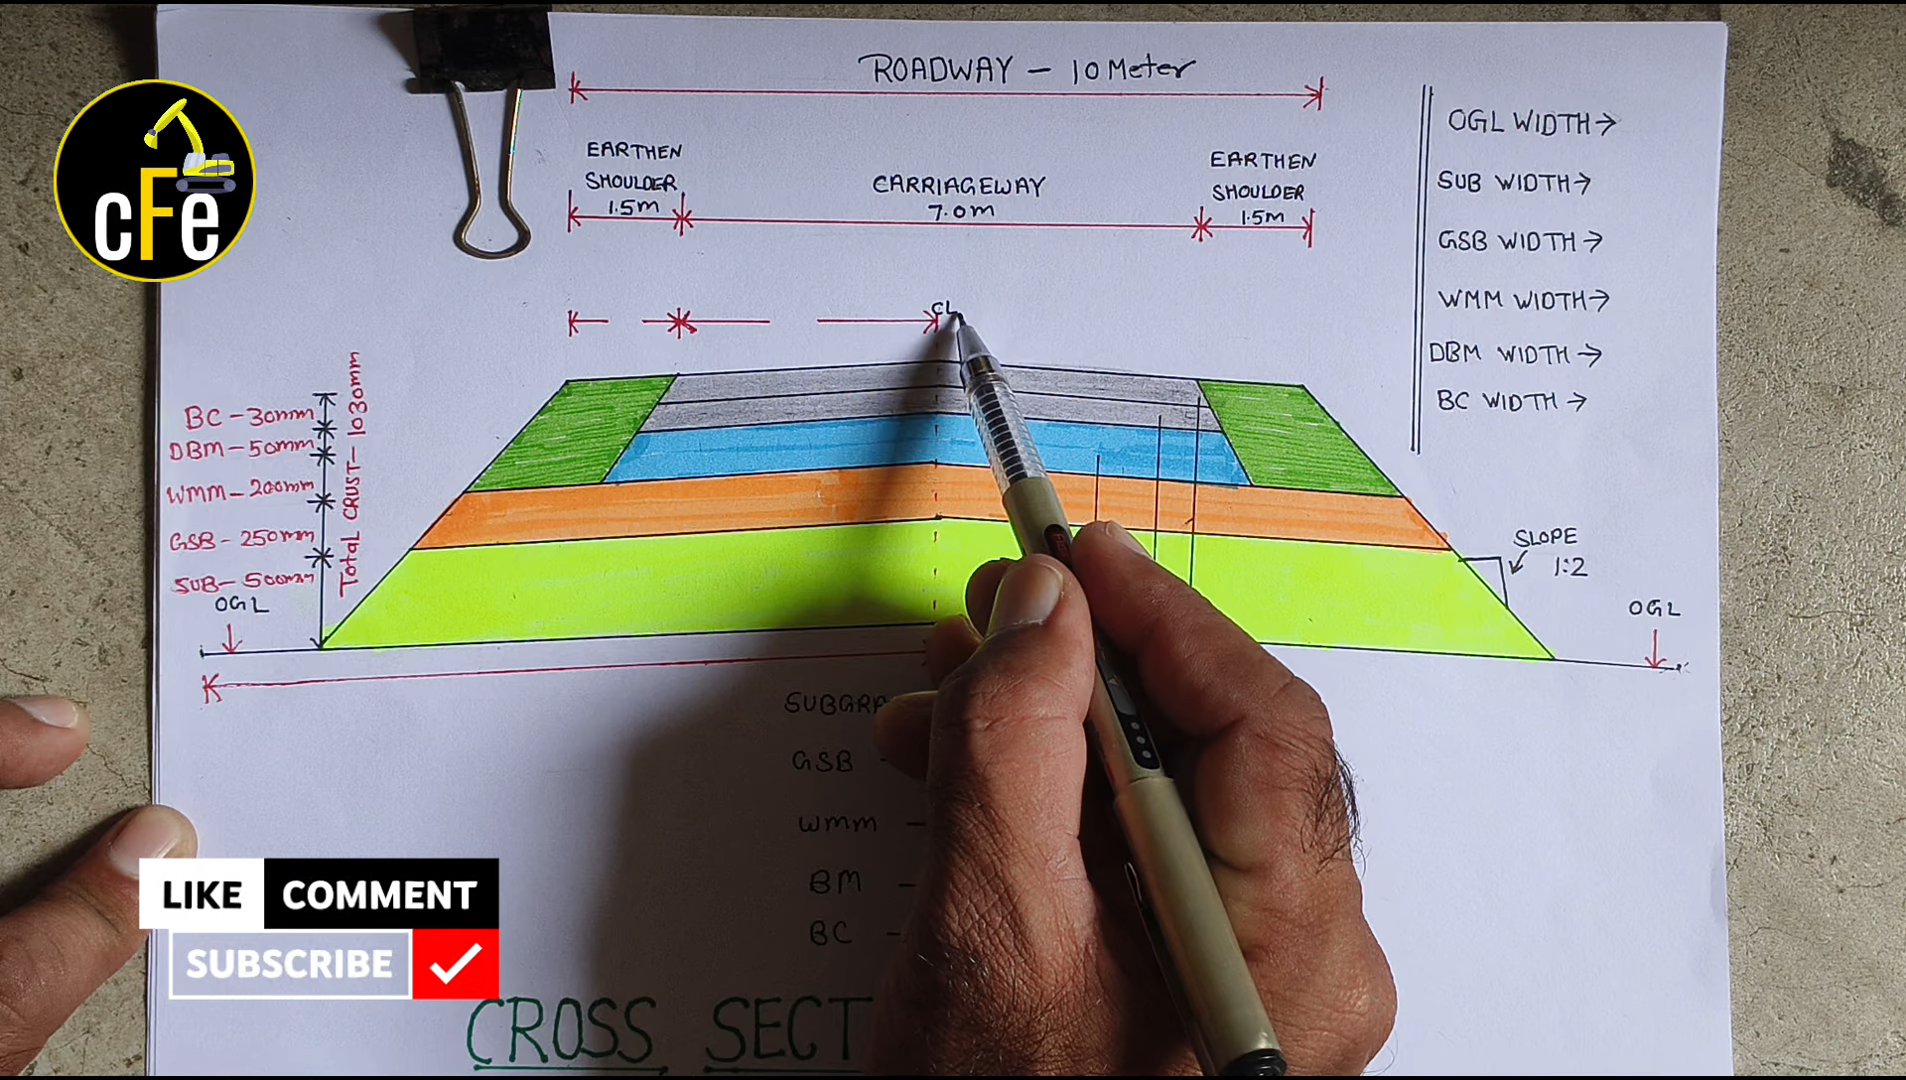 ROADWAY - 10 Meter
EARTHEN
SHOULDER
1.5m
CARRIAGEWAY
7.0m
EARTHEN
SHOULDER
1.5m
OGL WIDTH→
SUB WIDTH→
GSB WIDTH→
WMM WIDTH→
DBM WIDTH→
BC WIDTH→
cFe
CL
BC - 30mm
DBM - 50mm
WMM - 200mm
GSB - 250mm
SUB - 500mm
Total CRUST - 1030mm
OGL
SLOPE
1:2
OGL
GSB -
WMM -
BM -
BC -
LIKE COMMENT
SUBSCRIBE
CROSS SECT